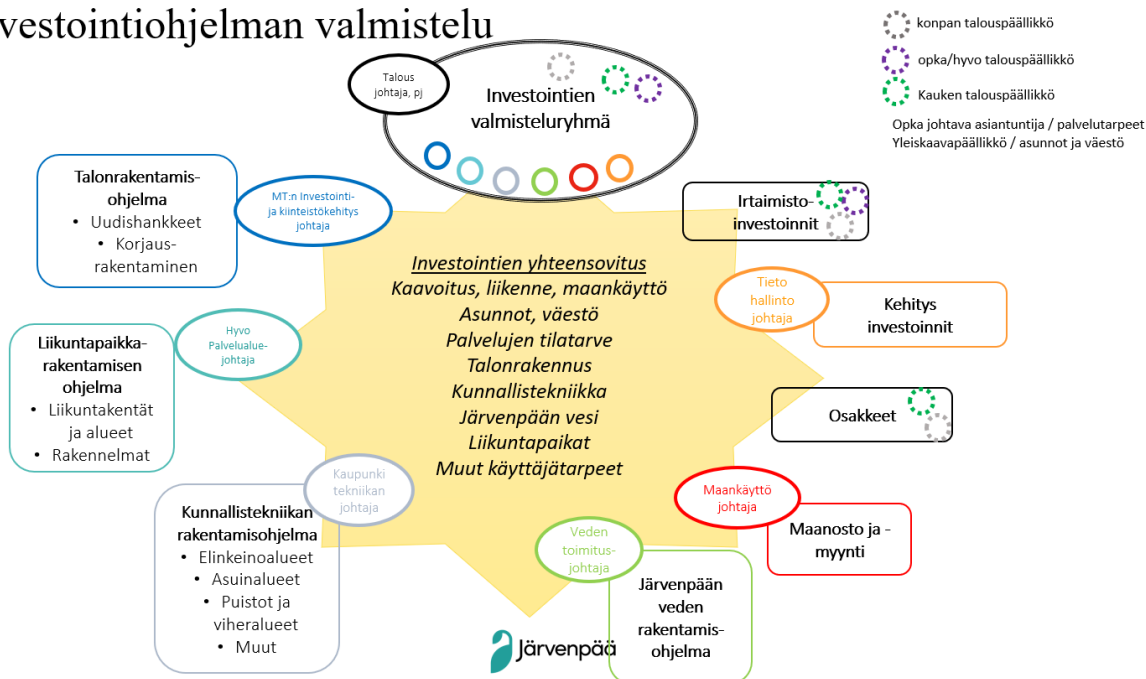 vestointiohjelman valmistelu
konpan talouspäällikkö
opka/hyvo talouspäällikkö
Kauken talouspäällikkö
Opka johtava asiantuntija / palvelutarpeet
Yleiskaavapäällikkö / asunnot ja väestö
Talous
johtaja, pj
Investointien
valmisteluryhmä
Talonrakentamis-
ohjelma
• Uudishankkeet
• Korjaus-
rakentaminen
MT:n Investointi-
ja kiinteistökehitys
johtaja
Irtaimisto-
investoinnit
Investointien yhteensovitus
Kaavoitus, liikenne, maankäyttö
Asunnot, väestö
Palvelujen tilatarve
Talonrakennus
Kunnallistekniikka
Järvenpään vesi
Liikuntapaikat
Muut käyttäjätarpeet
Tieto
hallinto
johtaja
Kehitys
investoinnit
Hyvo
Palvelualue-
johtaja
Liikuntapaikka-
rakentamisen
ohjelma
• Liikuntakentät
ja alueet
• Rakennelmat
Osakkeet
Kaupunki
tekniikan
johtaja
Kunnallistekniikan
rakentamisohjelma
• Elinkeinoalueet
• Asuinalueet
• Puistot ja
viheralueet
• Muut
Maankäyttö
johtaja
Maanosto ja -
myynti
Veden
toimitus-
johtaja
Järvenpään
veden
rakentamis-
ohjelma
Järvenpää